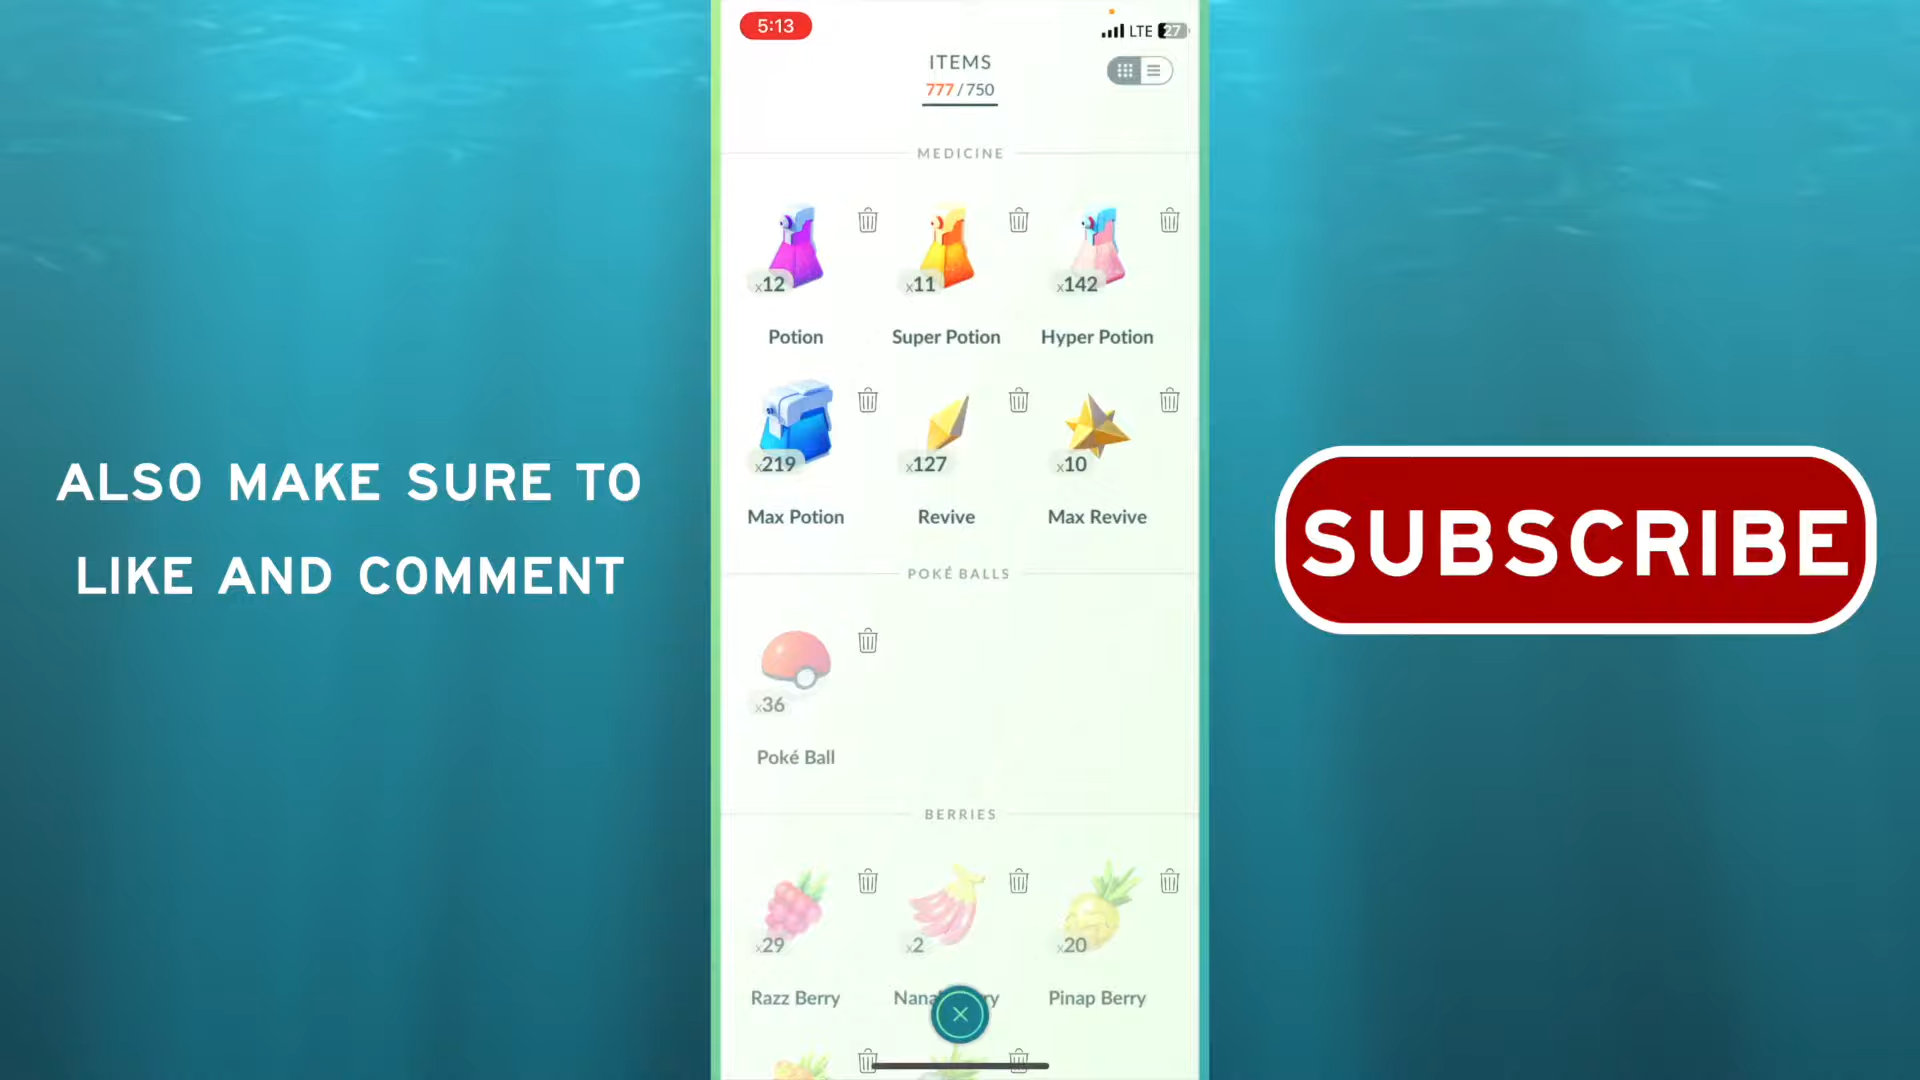 5:13
LTE 27
ITEMS
777 / 750
MEDICINE
x12
x11
x142
Potion
Super Potion
Hyper Potion
x219
x127
x10
Max Potion
Revive
Max Revive
ALSO MAKE SURE TO
LIKE AND COMMENT
SUBSCRIBE
POKÉ BALLS
x36
Poké Ball
BERRIES
x29
x2
x20
Razz Berry
Pinap Berry